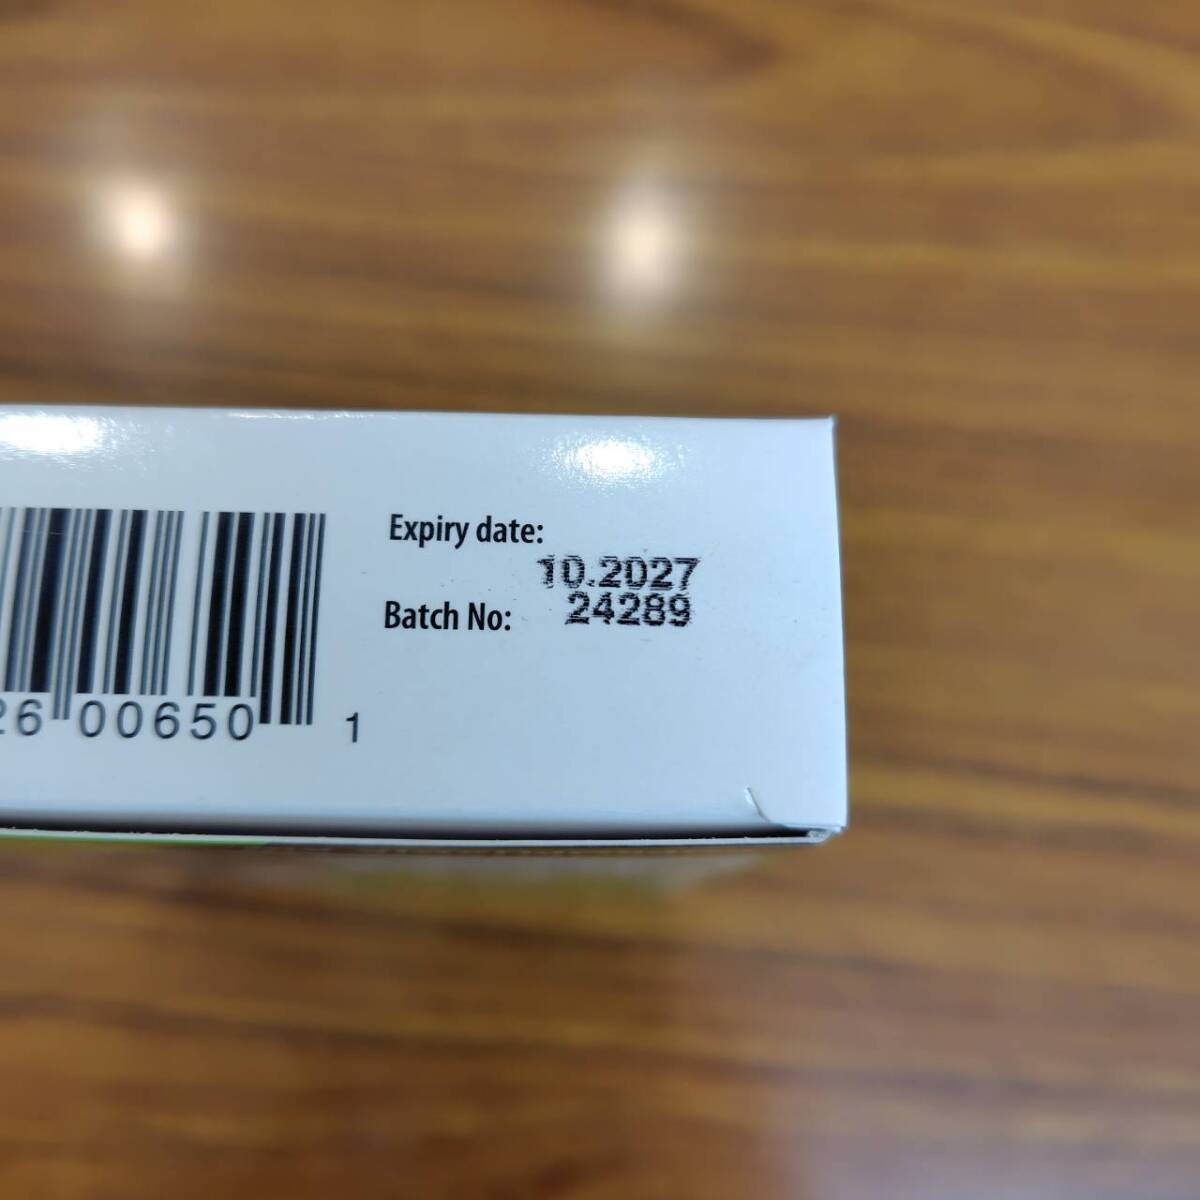 Expiry date:
10.2027
Batch No: 24289
26 00650 1